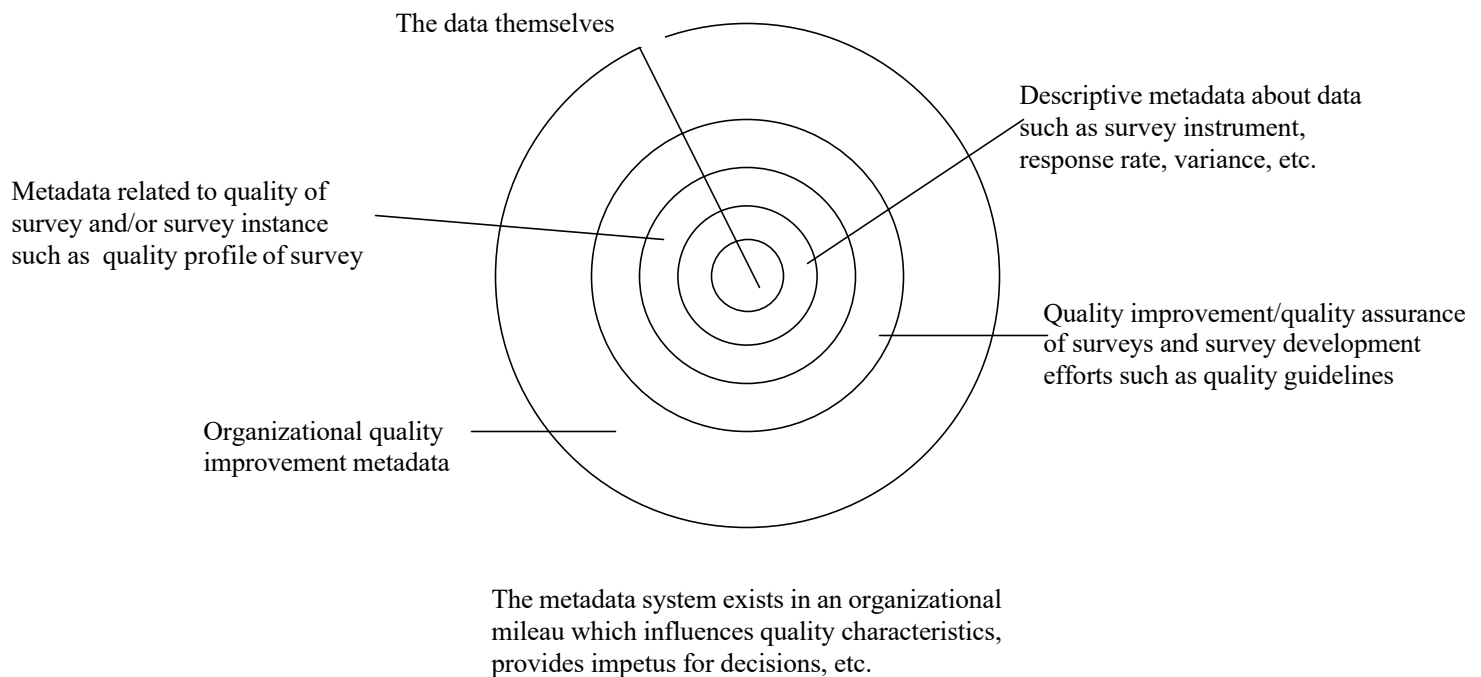 The data themselves
Descriptive metadata about data
such as survey instrument,
response rate, variance, etc.
Metadata related to quality of
survey and/or survey instance
such as quality profile of survey
Quality improvement/quality assurance
of surveys and survey development
efforts such as quality guidelines
Organizational quality
improvement metadata
The metadata system exists in an organizational
mileau which influences quality characteristics,
provides impetus for decisions, etc.